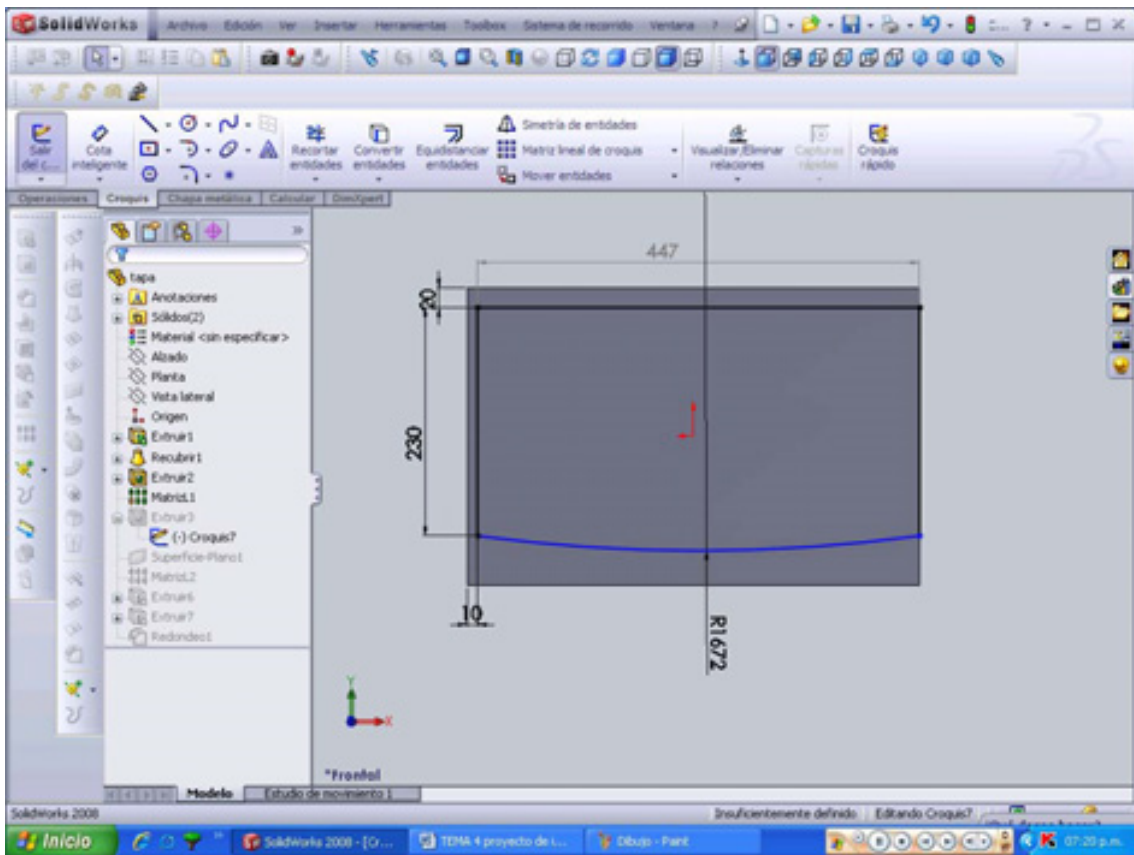 SolidWorks Archivo Edición Ver Insertar Herramientas Toolbox Sistema de recorrido Ventana ?
Salir del c...
Cota inteligente
Recortar entidades
Convertir entidades
Equidistanciar entidades
Simetría de entidades
Matriz lineal de croquis
Mover entidades
Visualizar/Eliminar relaciones
Capturas rápidas
Croquis rápido
Operaciones Croquis Chapa metálica Calcular DimXpert
tapa
Anotaciones
Sólidos(2)
Material <sin especificar>
Alzado
Planta
Vista lateral
Origen
Extruir1
Recubrir1
Extruir2
MatrizL1
Extruir3
(-) Croquis7
Superficie-Plano1
MatrizL2
Extruir6
Extruir7
Redondeo1
447
20
230
10
R1672
Y
X
*Frontal
Modelo Estudio de movimiento 1
SolidWorks 2008 Insuficientemente definido Editando Croquis7
Inicio SolidWorks 2008 - [Cr... TEMA 4 proyecto de i... Dibujo - Paint 07:20 p.m.